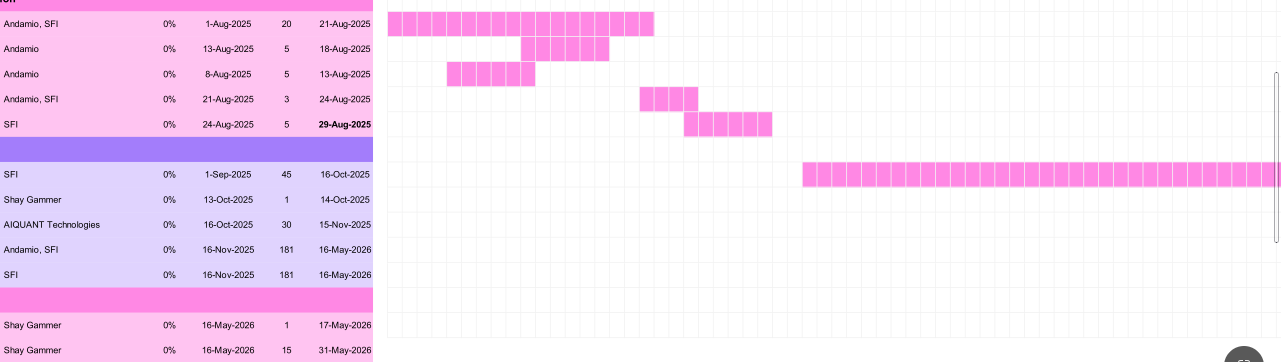 Andamio, SFI 0% 1-Aug-2025 20 21-Aug-2025
Andamio 0% 13-Aug-2025 5 18-Aug-2025
Andamio 0% 8-Aug-2025 5 13-Aug-2025
Andamio, SFI 0% 21-Aug-2025 3 24-Aug-2025
SFI 0% 24-Aug-2025 5 29-Aug-2025
SFI 0% 1-Sep-2025 45 16-Oct-2025
Shay Gammer 0% 13-Oct-2025 1 14-Oct-2025
AIQUANT Technologies 0% 16-Oct-2025 30 15-Nov-2025
Andamio, SFI 0% 16-Nov-2025 181 16-May-2026
SFI 0% 16-Nov-2025 181 16-May-2026
Shay Gammer 0% 16-May-2026 1 17-May-2026
Shay Gammer 0% 16-May-2026 15 31-May-2026